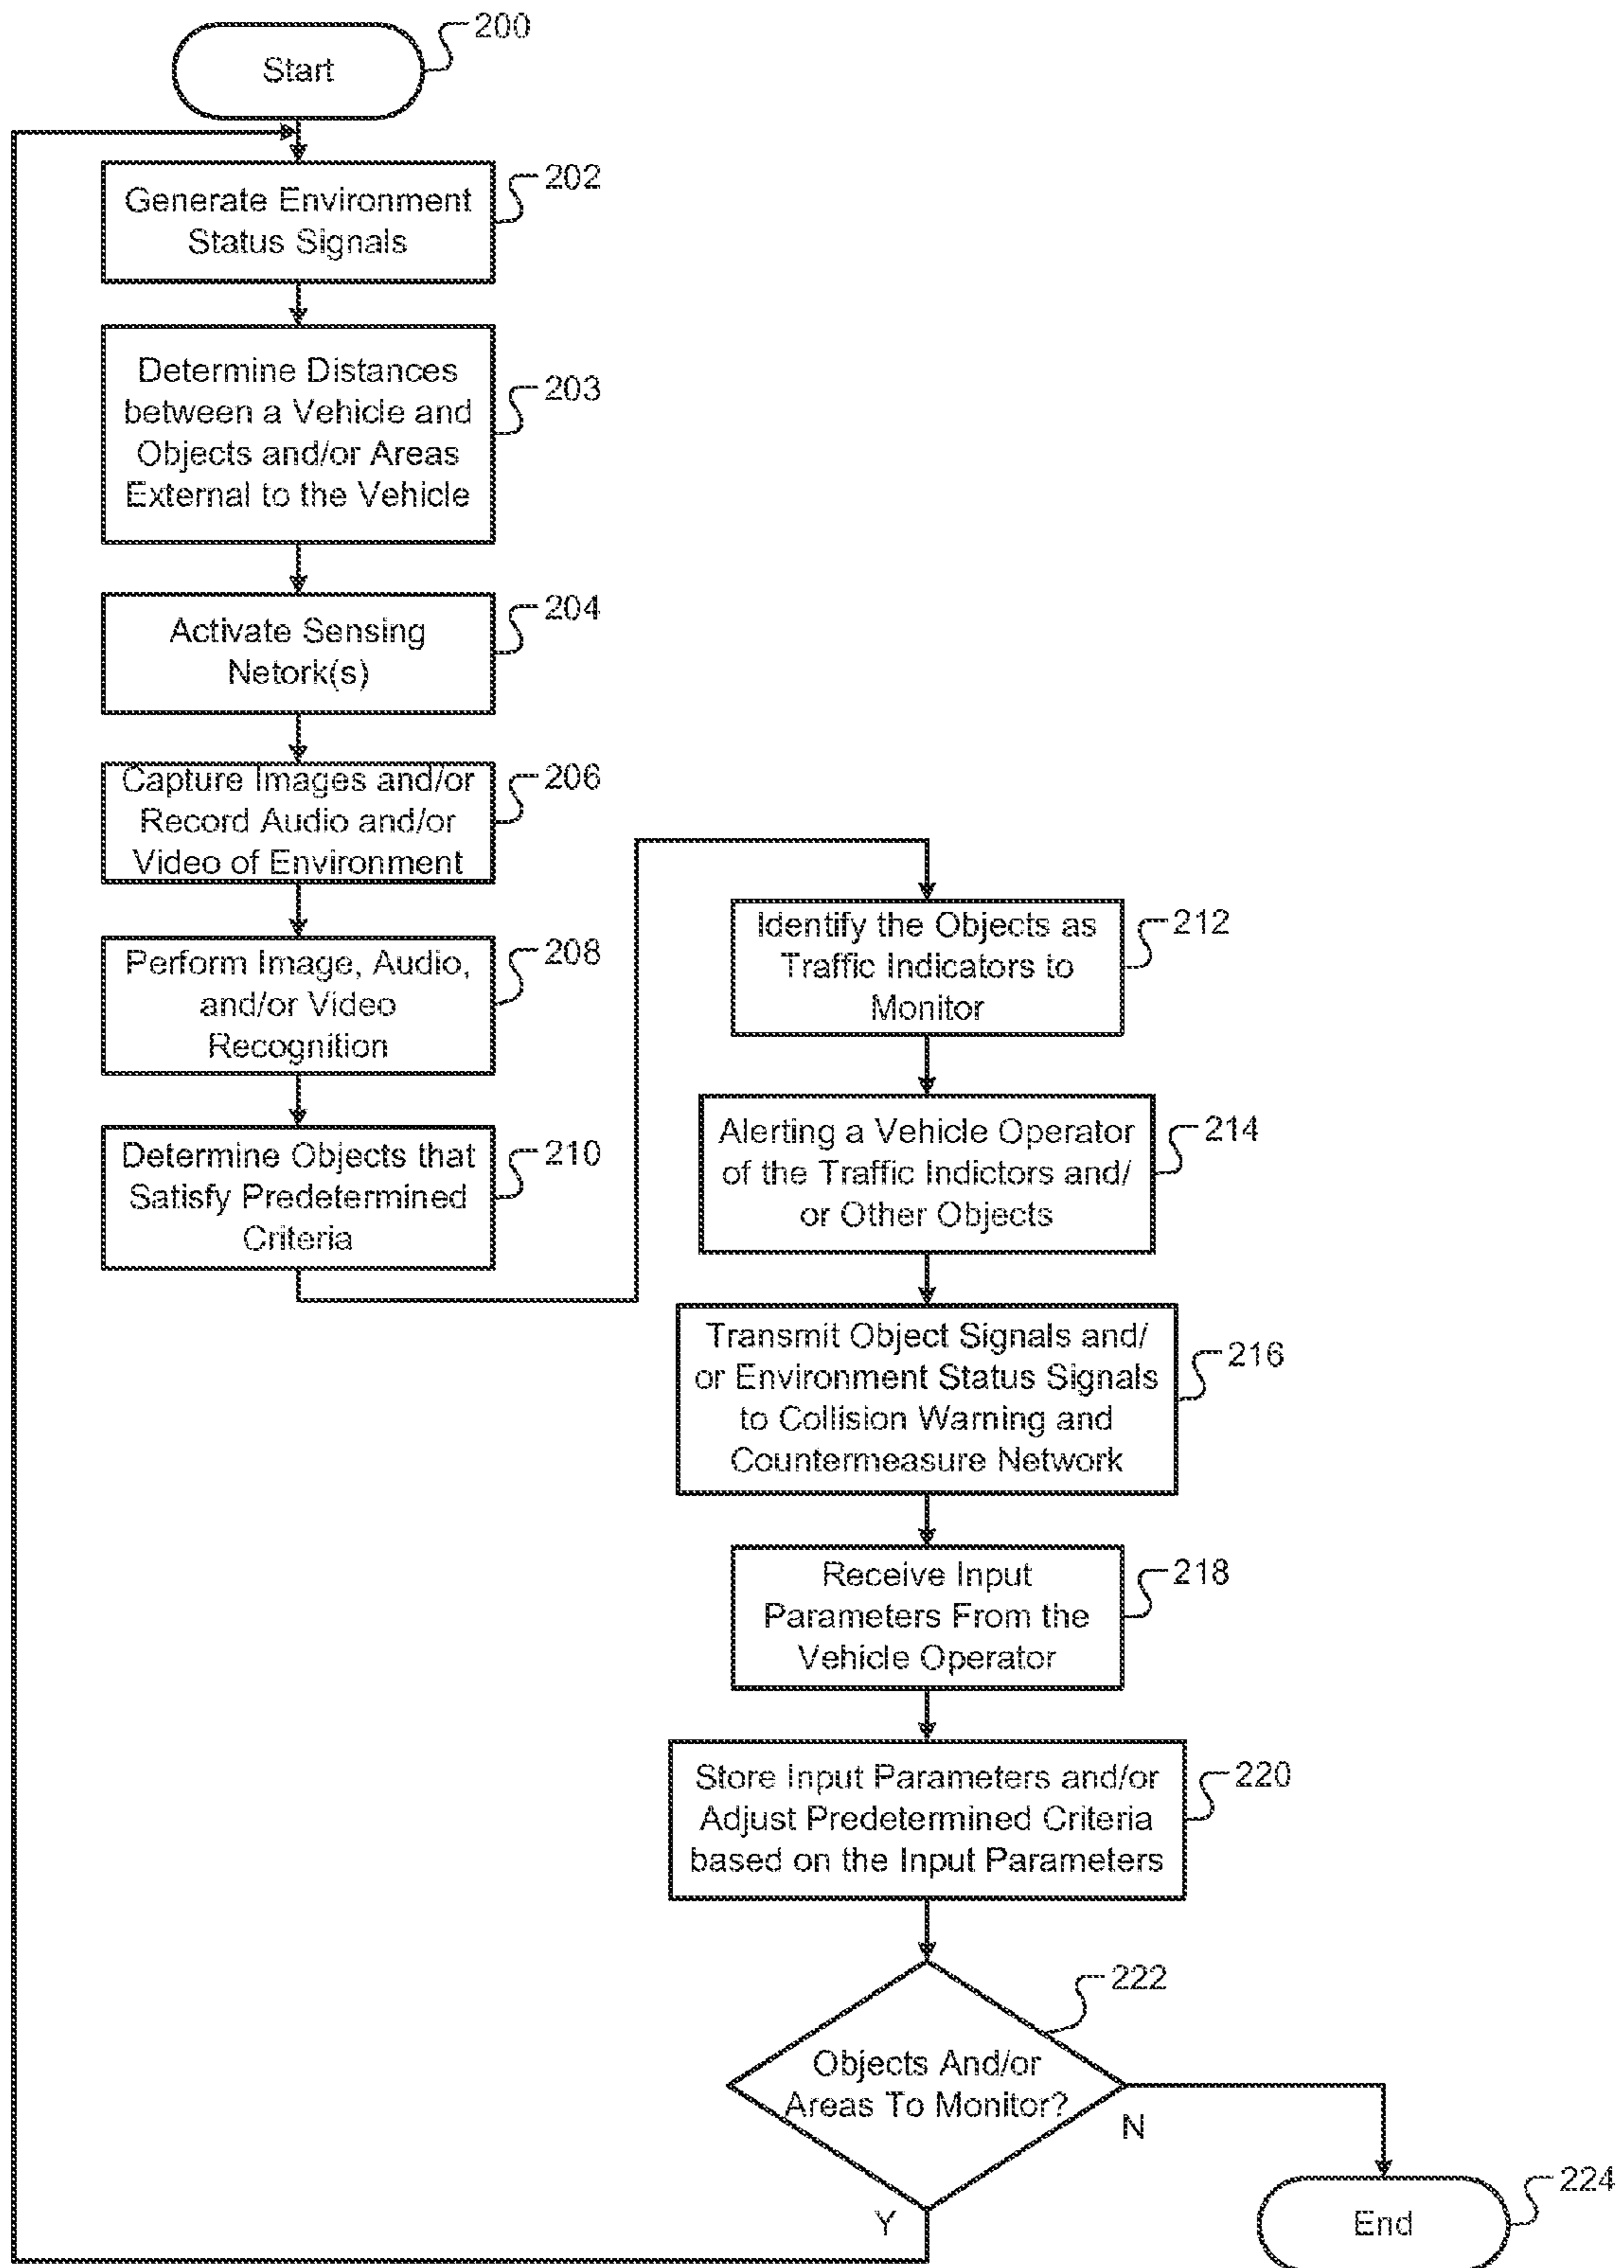 Start
200
Generate Environment
Status Signals
202
Determine Distances
between a Vehicle and
Objects and/or Areas
External to the Vehicle
203
Activate Sensing
Netork(s)
204
Capture Images and/or
Record Audio and/or
Video of Environment
206
Perform Image, Audio,
and/or Video
Recognition
208
Determine Objects that
Satisfy Predetermined
Criteria
210
Identify the Objects as
Traffic Indicators to
Monitor
212
Alerting a Vehicle Operator
of the Traffic Indictors and/
or Other Objects
214
Transmit Object Signals and/
or Environment Status Signals
to Collision Warning and
Countermeasure Network
216
Receive Input
Parameters From the
Vehicle Operator
218
Store Input Parameters and/or
Adjust Predetermined Criteria
based on the Input Parameters
220
Objects And/or
Areas To Monitor?
222
N
Y
End
224